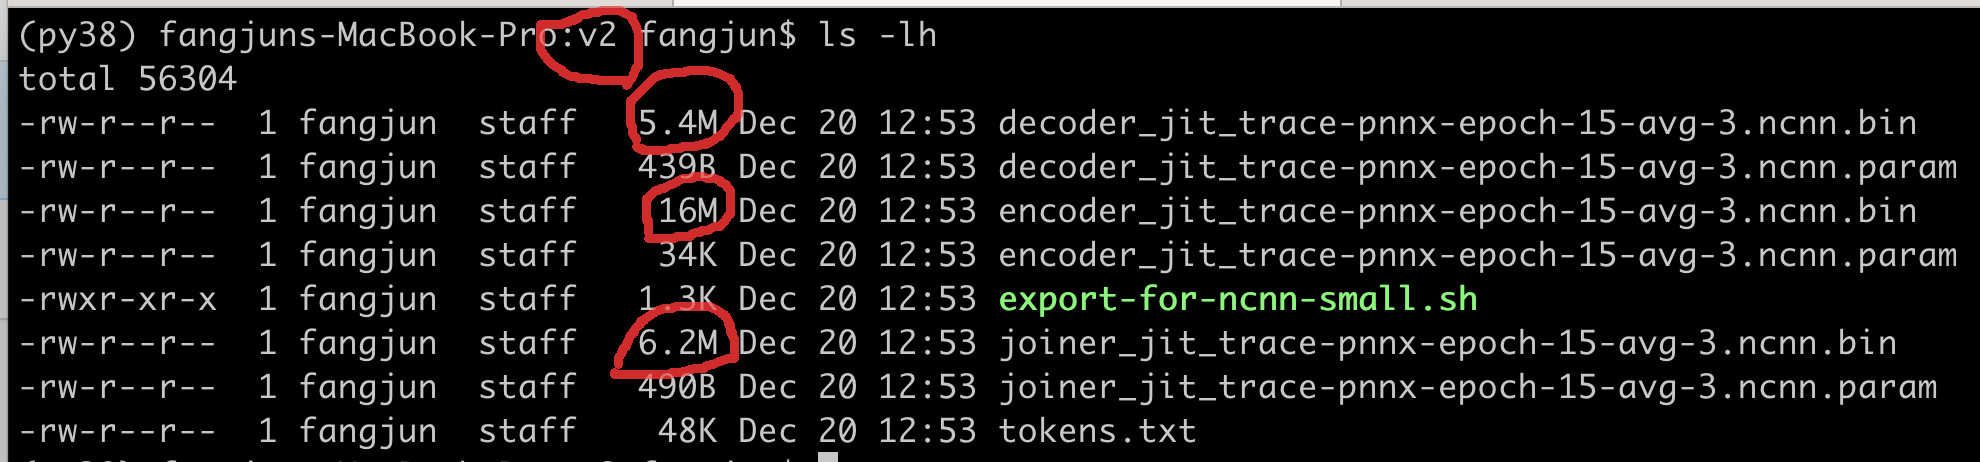 (py38) fangjuns-MacBook-Pro:v2 fangjun$ ls -lh
total 56304
-rw-r--r--  1 fangjun  staff   5.4M Dec 20 12:53 decoder_jit_trace-pnnx-epoch-15-avg-3.ncnn.bin
-rw-r--r--  1 fangjun  staff   439B Dec 20 12:53 decoder_jit_trace-pnnx-epoch-15-avg-3.ncnn.param
-rw-r--r--  1 fangjun  staff    16M Dec 20 12:53 encoder_jit_trace-pnnx-epoch-15-avg-3.ncnn.bin
-rw-r--r--  1 fangjun  staff    34K Dec 20 12:53 encoder_jit_trace-pnnx-epoch-15-avg-3.ncnn.param
-rwxr-xr-x  1 fangjun  staff   1.3K Dec 20 12:53 export-for-ncnn-small.sh
-rw-r--r--  1 fangjun  staff   6.2M Dec 20 12:53 joiner_jit_trace-pnnx-epoch-15-avg-3.ncnn.bin
-rw-r--r--  1 fangjun  staff   490B Dec 20 12:53 joiner_jit_trace-pnnx-epoch-15-avg-3.ncnn.param
-rw-r--r--  1 fangjun  staff    48K Dec 20 12:53 tokens.txt